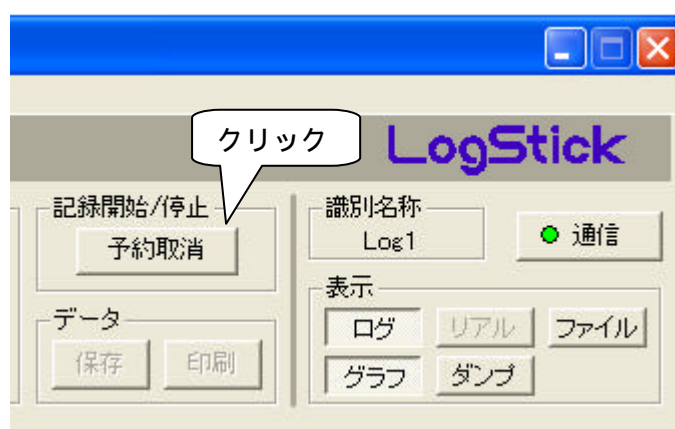 クリック
LogStick
記録開始/停止
予約取消
識別名称
Log1
通信
データ
保存
印刷
表示
ログ
リアル
ファイル
グラフ
ダンプ